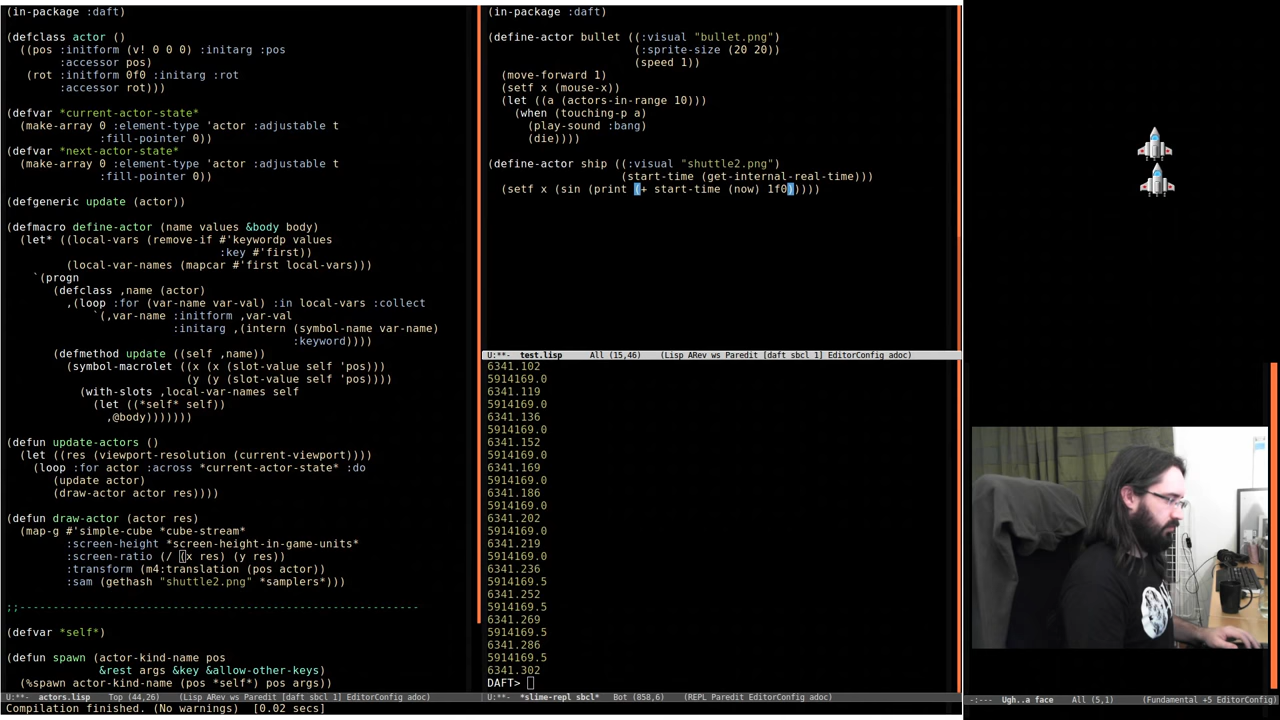 (in-package :daft)

(defclass actor ()
  ((pos :initform (v! 0 0 0) :initarg :pos
        :accessor pos)
   (rot :initform 0f0 :initarg :rot
        :accessor rot)))

(defvar *current-actor-state*
  (make-array 0 :element-type 'actor :adjustable t
              :fill-pointer 0))
(defvar *next-actor-state*
  (make-array 0 :element-type 'actor :adjustable t
              :fill-pointer 0))

(defgeneric update (actor))

(defmacro define-actor (name values &body body)
  (let* ((local-vars (remove-if #'keywordp values
                                :key #'first))
         (local-var-names (mapcar #'first local-vars)))
    `(progn
       (defclass ,name (actor)
         ,(loop :for (var-name var-val) :in local-vars :collect
             `(,var-name :initform ,var-val
                         :initarg ,(intern (symbol-name var-name)
                                           :keyword))))
       (defmethod update ((self ,name))
         (symbol-macrolet ((x (x (slot-value self 'pos)))
                           (y (y (slot-value self 'pos))))
           (with-slots ,local-var-names self
             (let ((*self* self))
               ,@body)))))))

(defun update-actors ()
  (let ((res (viewport-resolution (current-viewport))))
    (loop :for actor :across *current-actor-state* :do
       (update actor)
       (draw-actor actor res))))

(defun draw-actor (actor res)
  (map-g #'simple-cube *cube-stream*
         :screen-height *screen-height-in-game-units*
         :screen-ratio (/ (x res) (y res))
         :transform (m4:translation (pos actor))
         :sam (gethash "shuttle2.png" *samplers*)))

;;---------------------------------------------------------------

(defvar *self*)

(defun spawn (actor-kind-name pos
              &rest args &key &allow-other-keys)
  (%spawn actor-kind-name (pos *self*) pos args))
U:**-  actors.lisp    Top (44,26)    (Lisp ARev ws Paredit [daft sbcl 1] EditorConfig adoc)
Compilation finished. (No warnings)  [0.02 secs]
(in-package :daft)

(define-actor bullet ((:visual "bullet.png")
                      (:sprite-size (20 20))
                      (speed 1))
  (move-forward 1)
  (setf x (mouse-x))
  (let ((a (actors-in-range 10)))
    (when (touching-p a)
      (play-sound :bang)
      (die))))

(define-actor ship ((:visual "shuttle2.png")
                    (start-time (get-internal-real-time)))
  (setf x (sin (print (+ start-time (now) 1f0)))))
U:**-  test.lisp      All (15,46)    (Lisp ARev ws Paredit [daft sbcl 1] EditorConfig adoc)
6341.102
5914169.0
6341.119
5914169.0
6341.136
5914169.0
6341.152
5914169.0
6341.169
5914169.0
6341.186
5914169.0
6341.202
5914169.0
6341.219
5914169.0
6341.236
5914169.5
6341.252
5914169.5
6341.269
5914169.5
6341.286
5914169.5
6341.302
DAFT>
U:**-  *slime-repl sbcl*   Bot (858,6)    (REPL Paredit [daft sbcl 1] EditorConfig adoc)
-:---  Ugh..a face    All (5,1)    (Fundamental +5 EditorConfig)